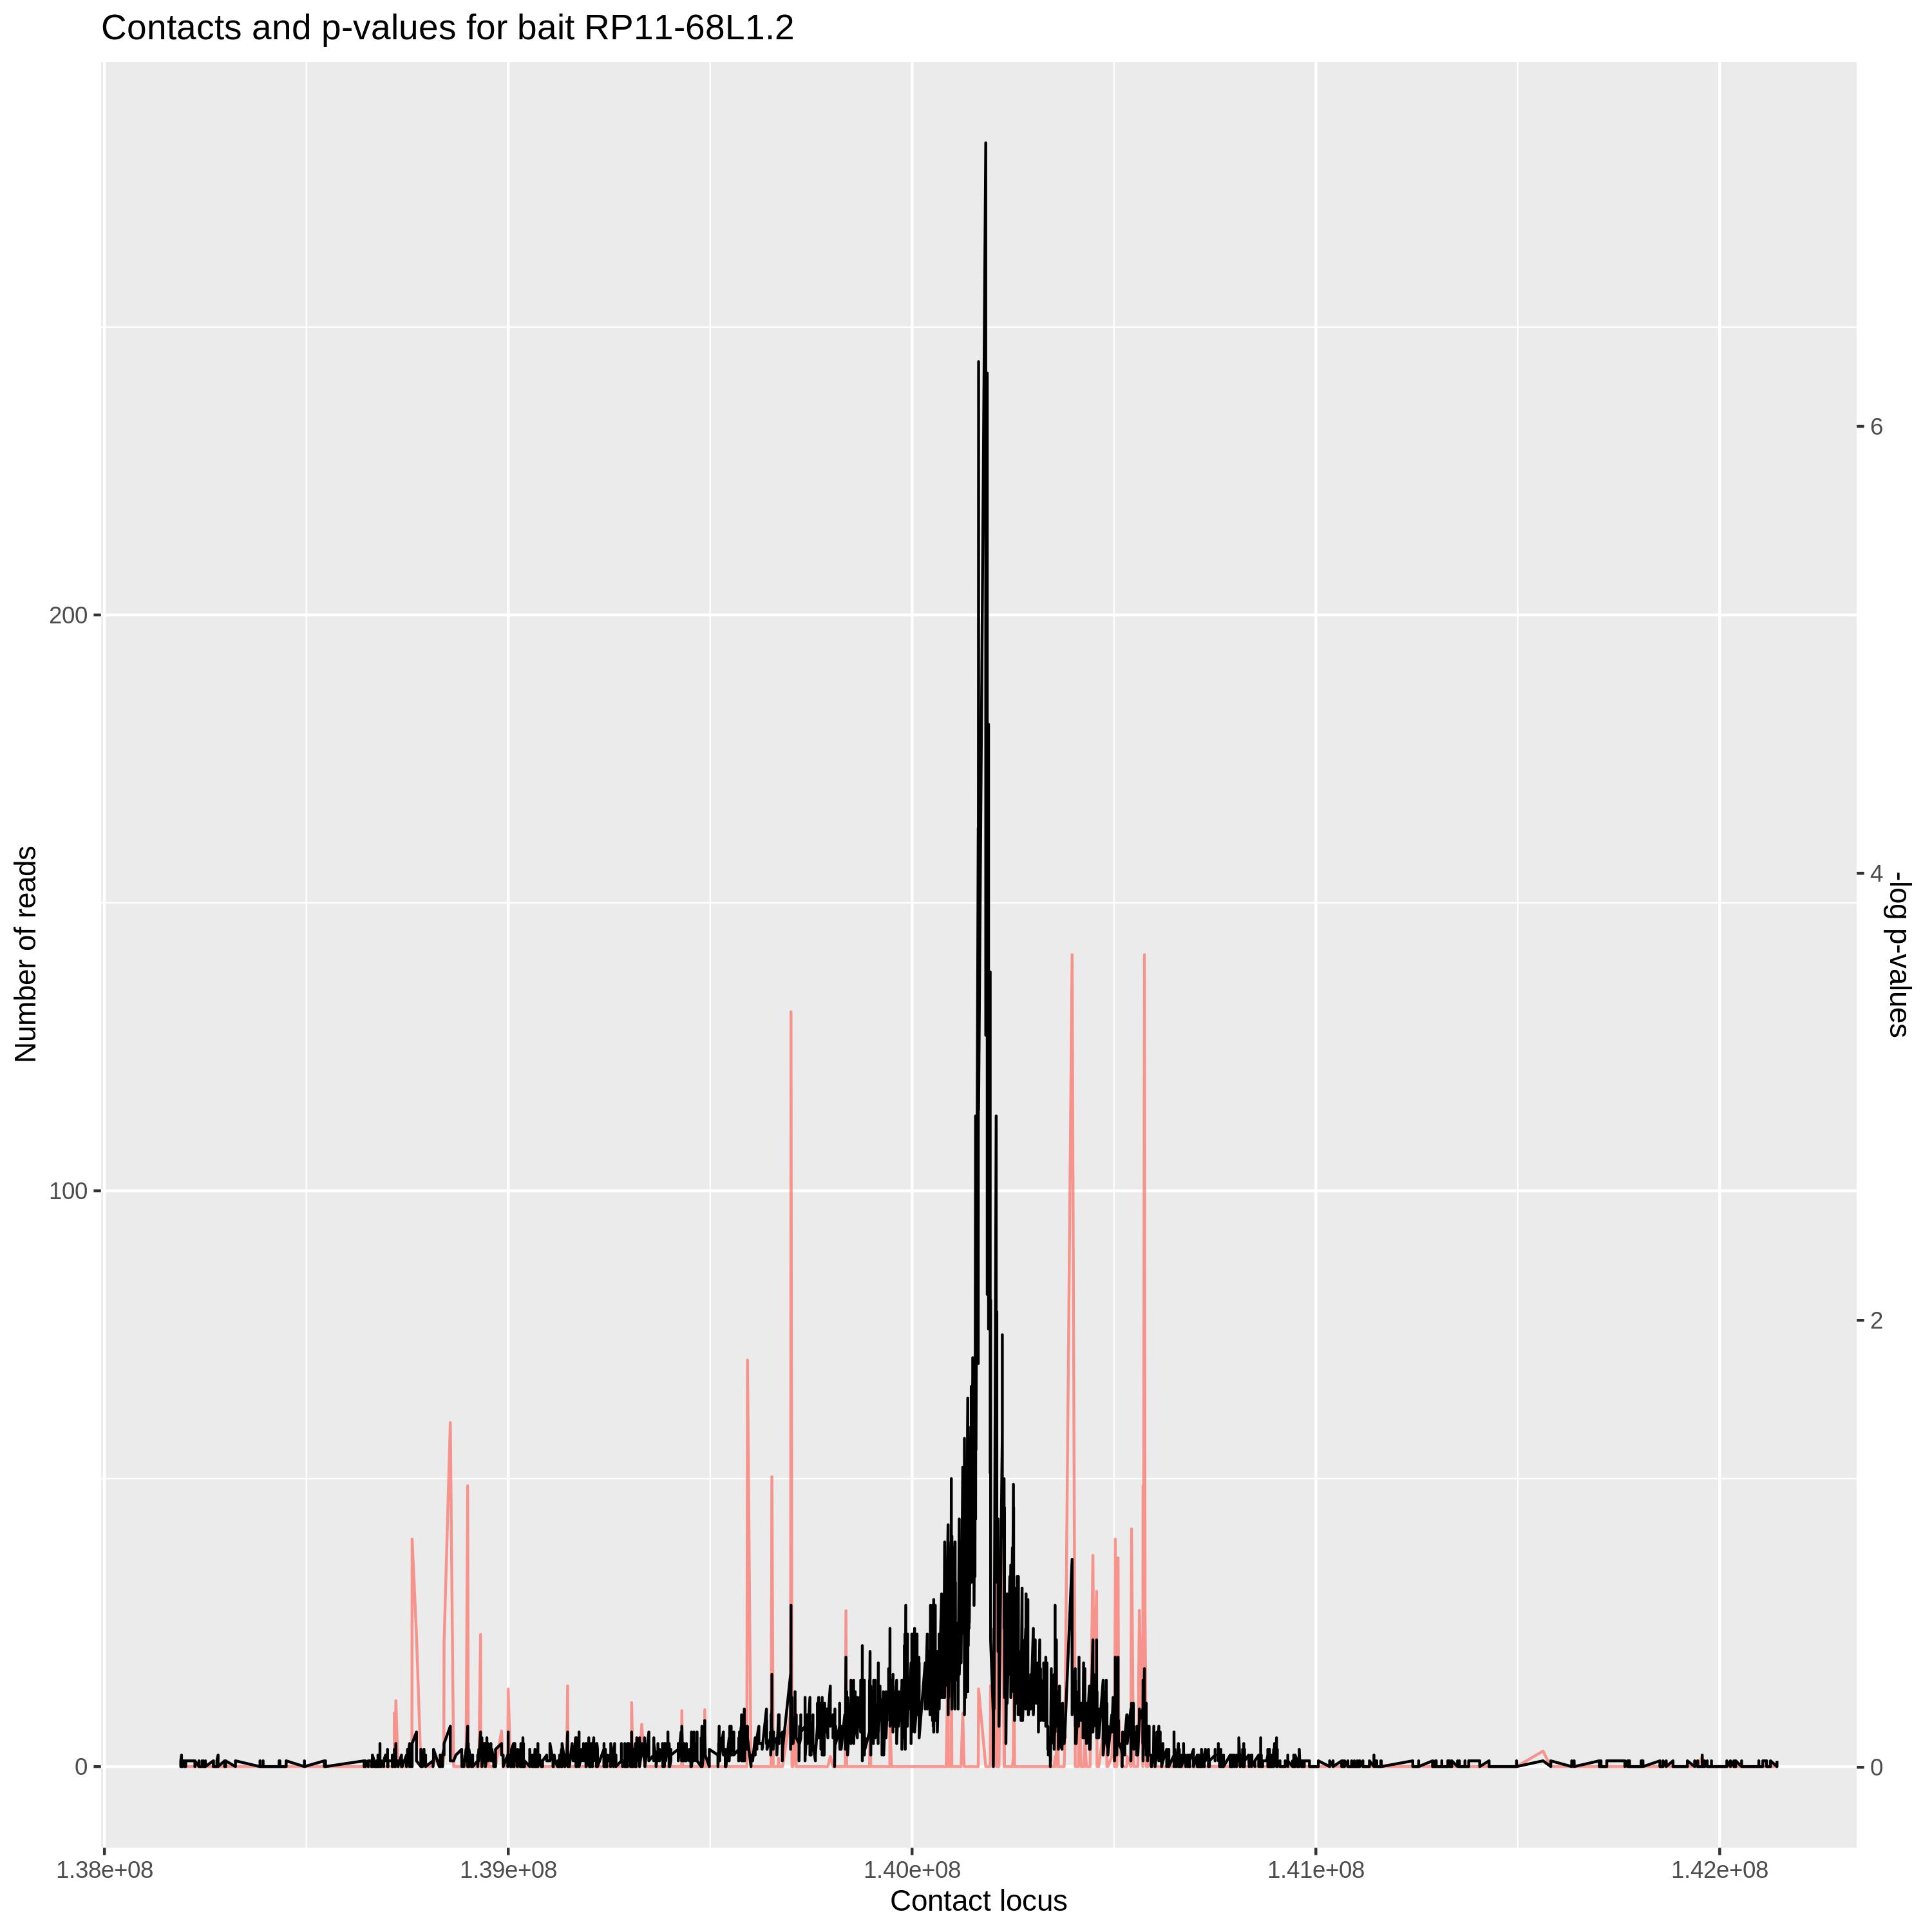 Contacts and p-values for bait RP11-68L1.2
Number of reads
200
100
0
6
4
2
0
-log p-values
1.38e+08
1.39e+08
1.40e+08
1.41e+08
1.42e+08
Contact locus